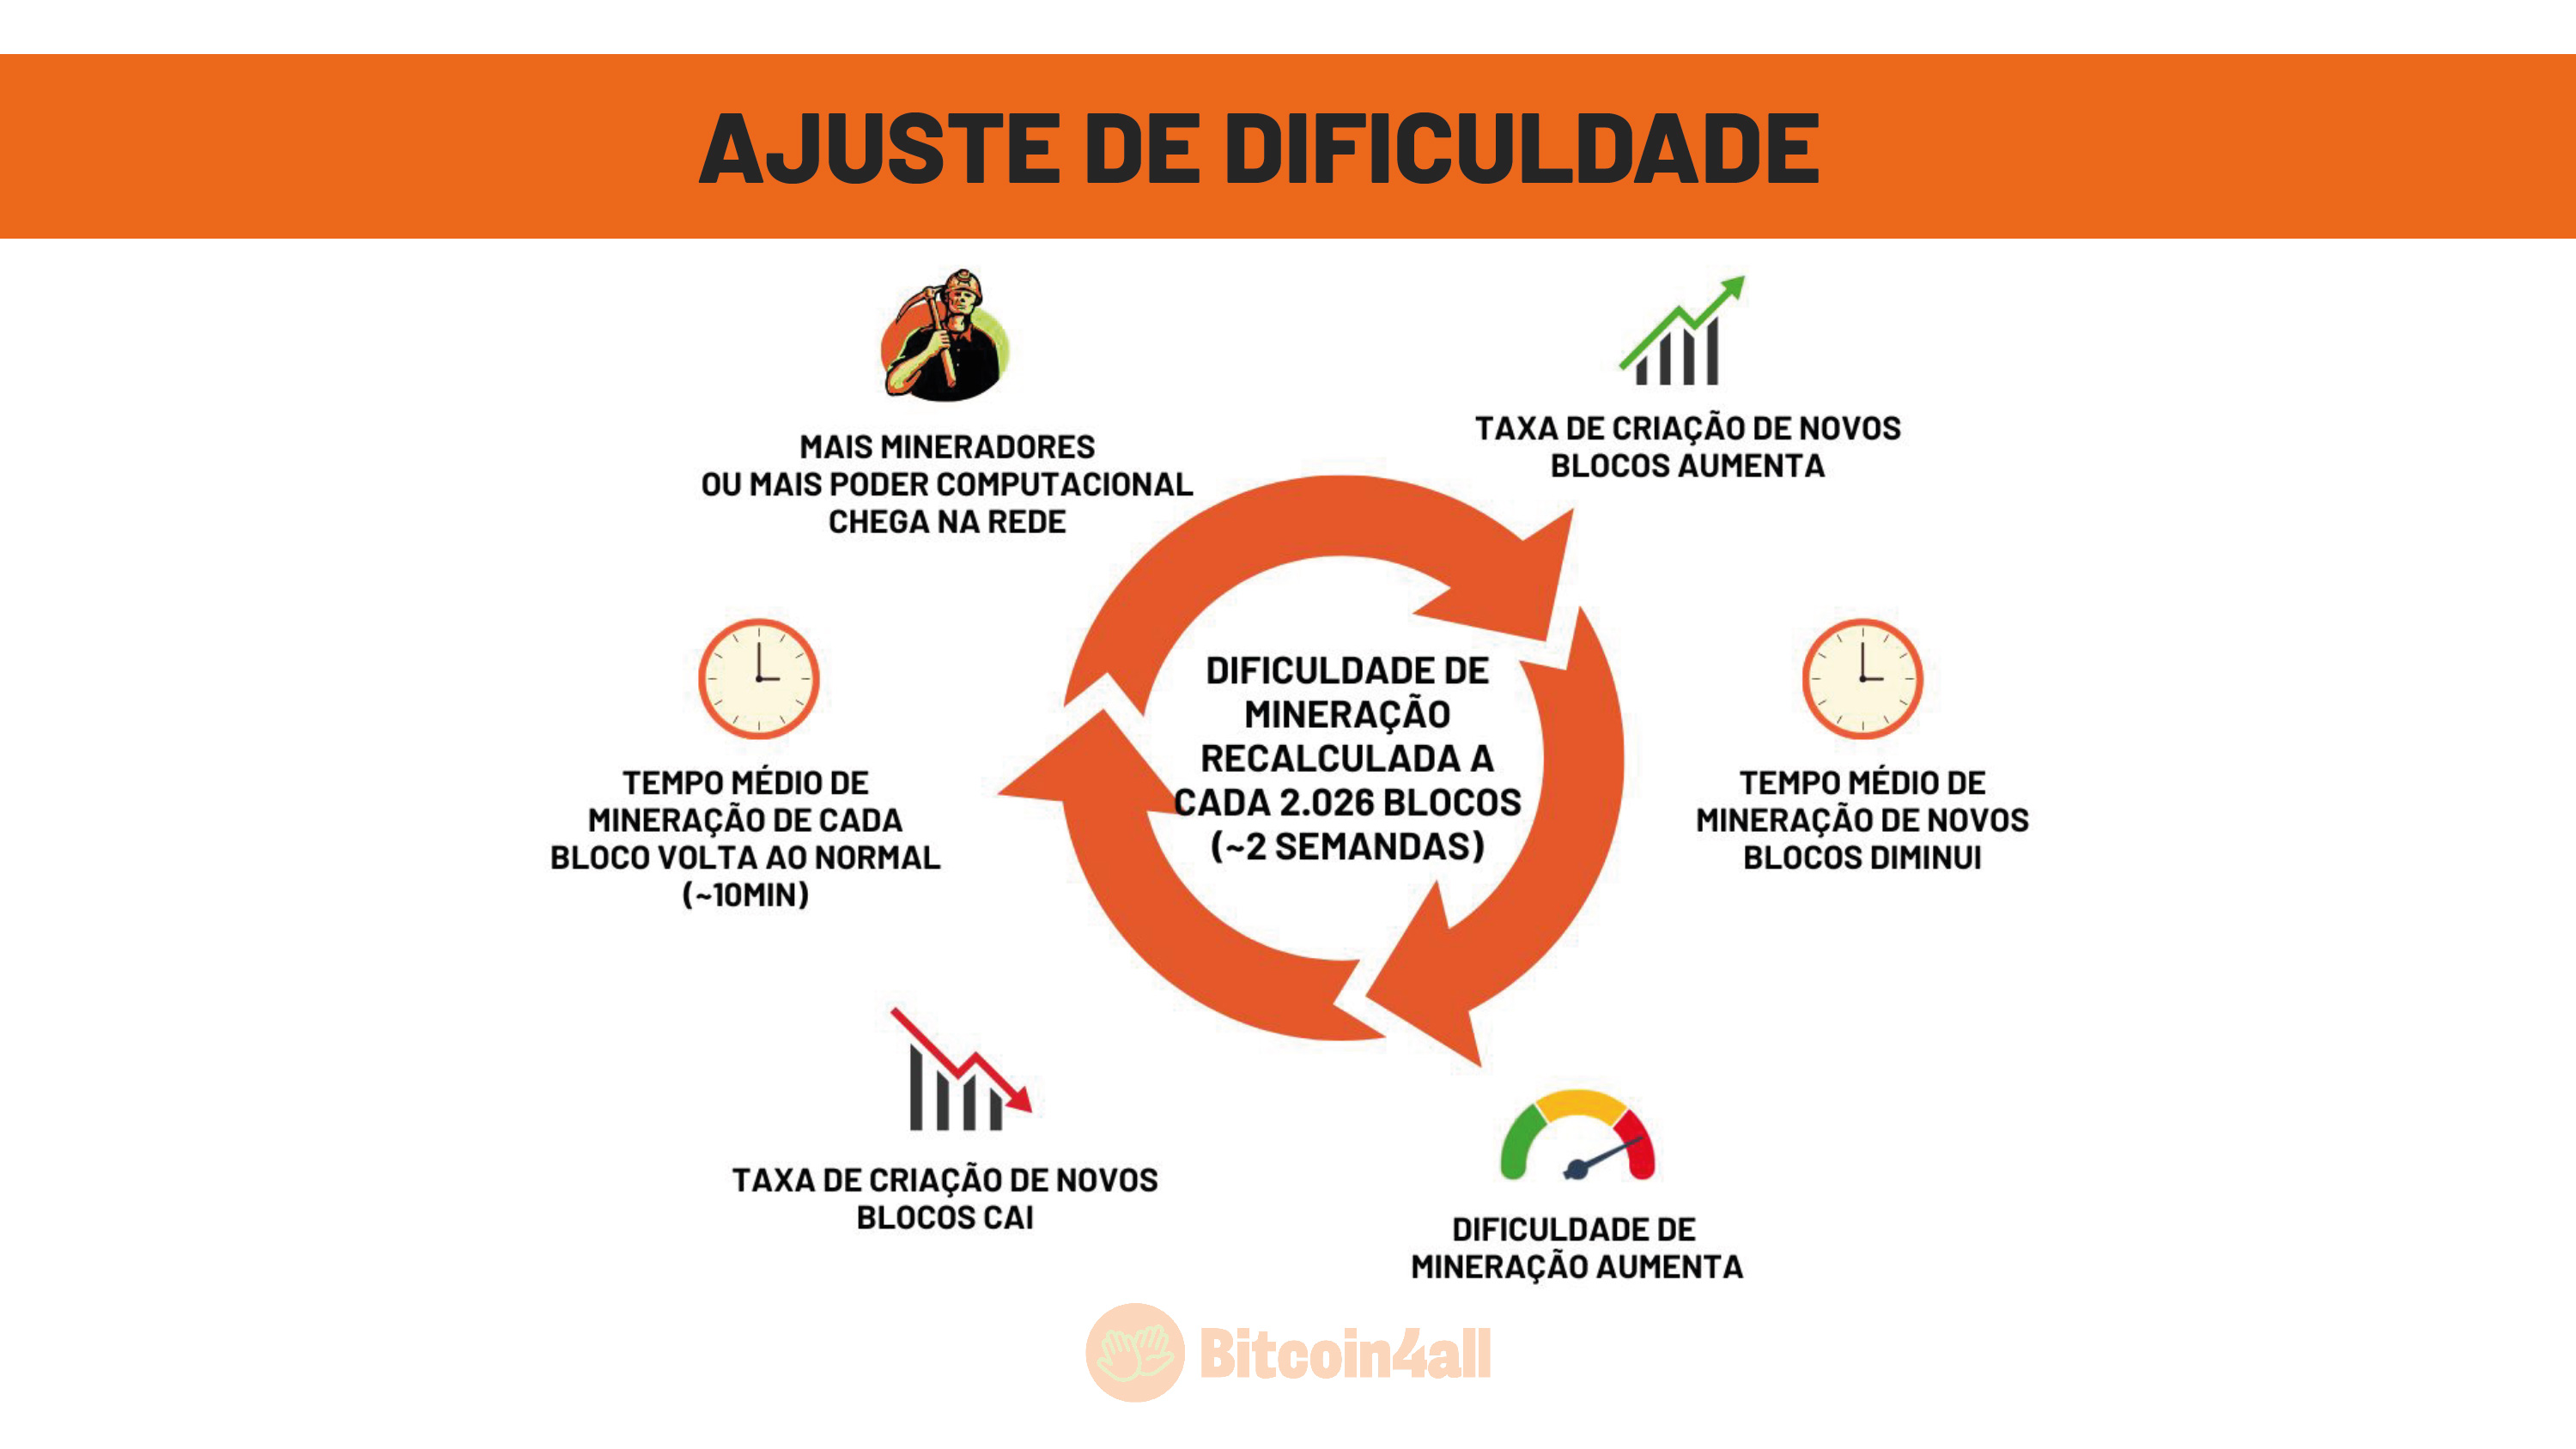 AJUSTE DE DIFICULDADE
MAIS MINERADORES
OU MAIS PODER COMPUTACIONAL
CHEGA NA REDE
TAXA DE CRIAÇÃO DE NOVOS
BLOCOS AUMENTA
TEMPO MÉDIO DE
MINERAÇÃO DE NOVOS
BLOCOS DIMINUI
DIFICULDADE DE
MINERAÇÃO AUMENTA
TAXA DE CRIAÇÃO DE NOVOS
BLOCOS CAI
TEMPO MÉDIO DE
MINERAÇÃO DE CADA
BLOCO VOLTA AO NORMAL
(~10MIN)
DIFICULDADE DE
MINERAÇÃO
RECALCULADA A
CADA 2.026 BLOCOS
(~2 SEMANDAS)
Bitcoin4all